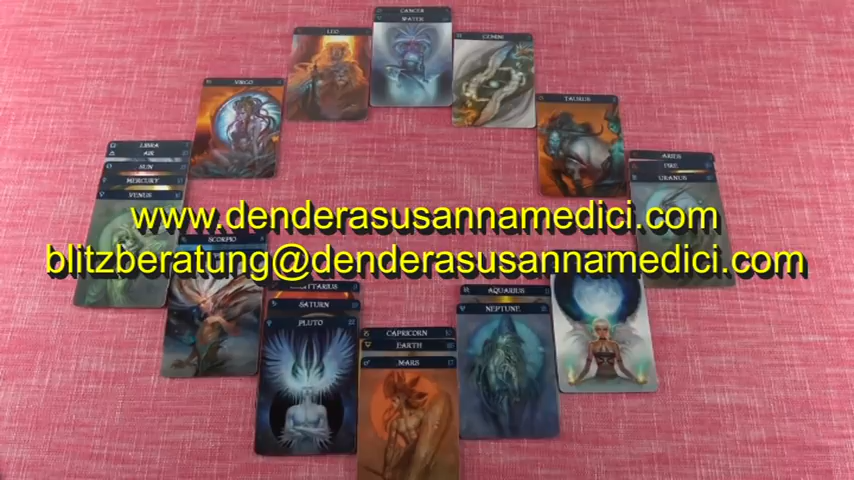 CANCER
WATER
LEO
GEMINI
VIRGO
TAURUS
LIBRA
AIR
SUN
MERCURY
VENUS
ARIES
FIRE
URANUS
www.denderasusannamedici.com
SCORPIO
blitzberatung@denderasusannamedici.com
SAGITTARIUS
SATURN
PLUTO
AQUARIUS
NEPTUNE
CAPRICORN
EARTH
MARS